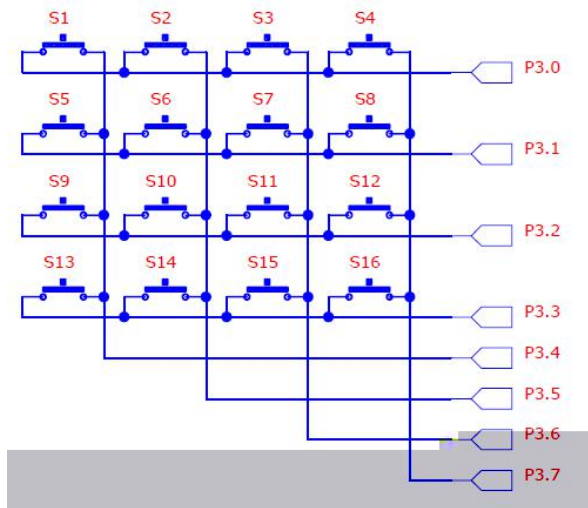 S1 S2 S3 S4
P3.0
S5 S6 S7 S8
P3.1
S9 S10 S11 S12
P3.2
S13 S14 S15 S16
P3.3
P3.4
P3.5
P3.6
P3.7